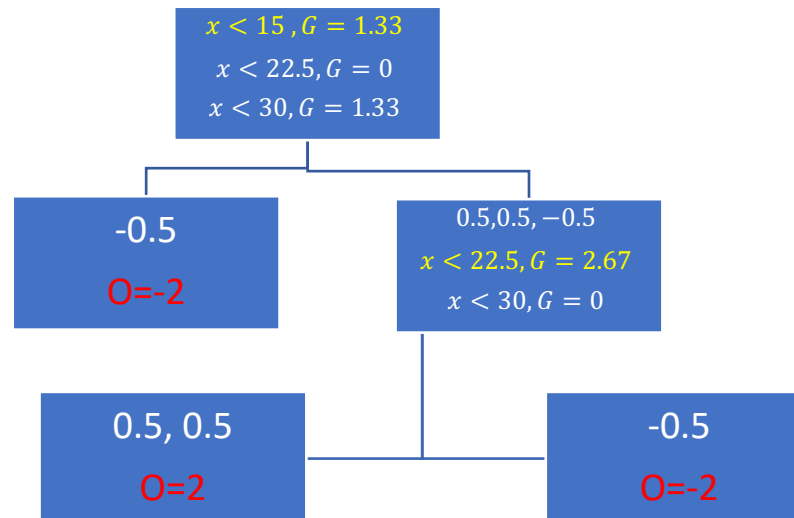 x < 15 , G = 1.33
x < 22.5, G = 0
x < 30, G = 1.33
-0.5
O=-2
0.5,0.5, −0.5
x < 22.5, G = 2.67
x < 30, G = 0
0.5, 0.5
O=2
-0.5
O=-2